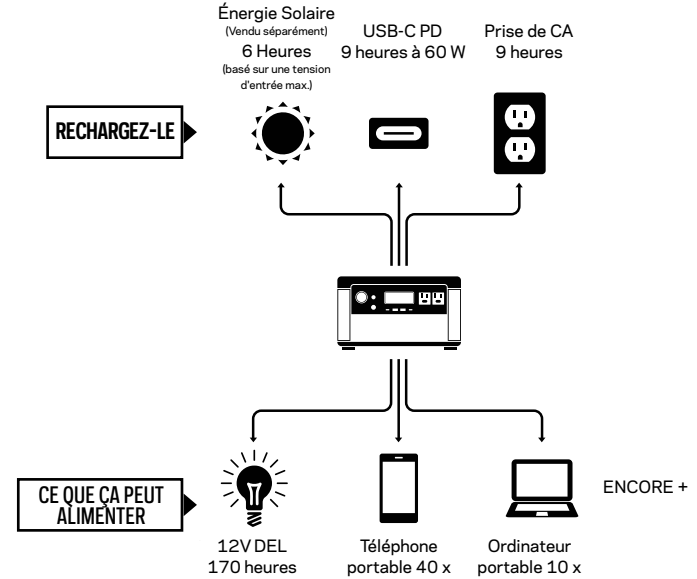 Énergie Solaire
(Vendu séparément)
6 Heures
(basé sur une tension
d'entrée max.)
USB-C PD
9 heures à 60 W
Prise de CA
9 heures
RECHARGEZ-LE
CE QUE ÇA PEUT
ALIMENTER
12V DEL
170 heures
Téléphone
portable 40 x
Ordinateur
portable 10 x
ENCORE +